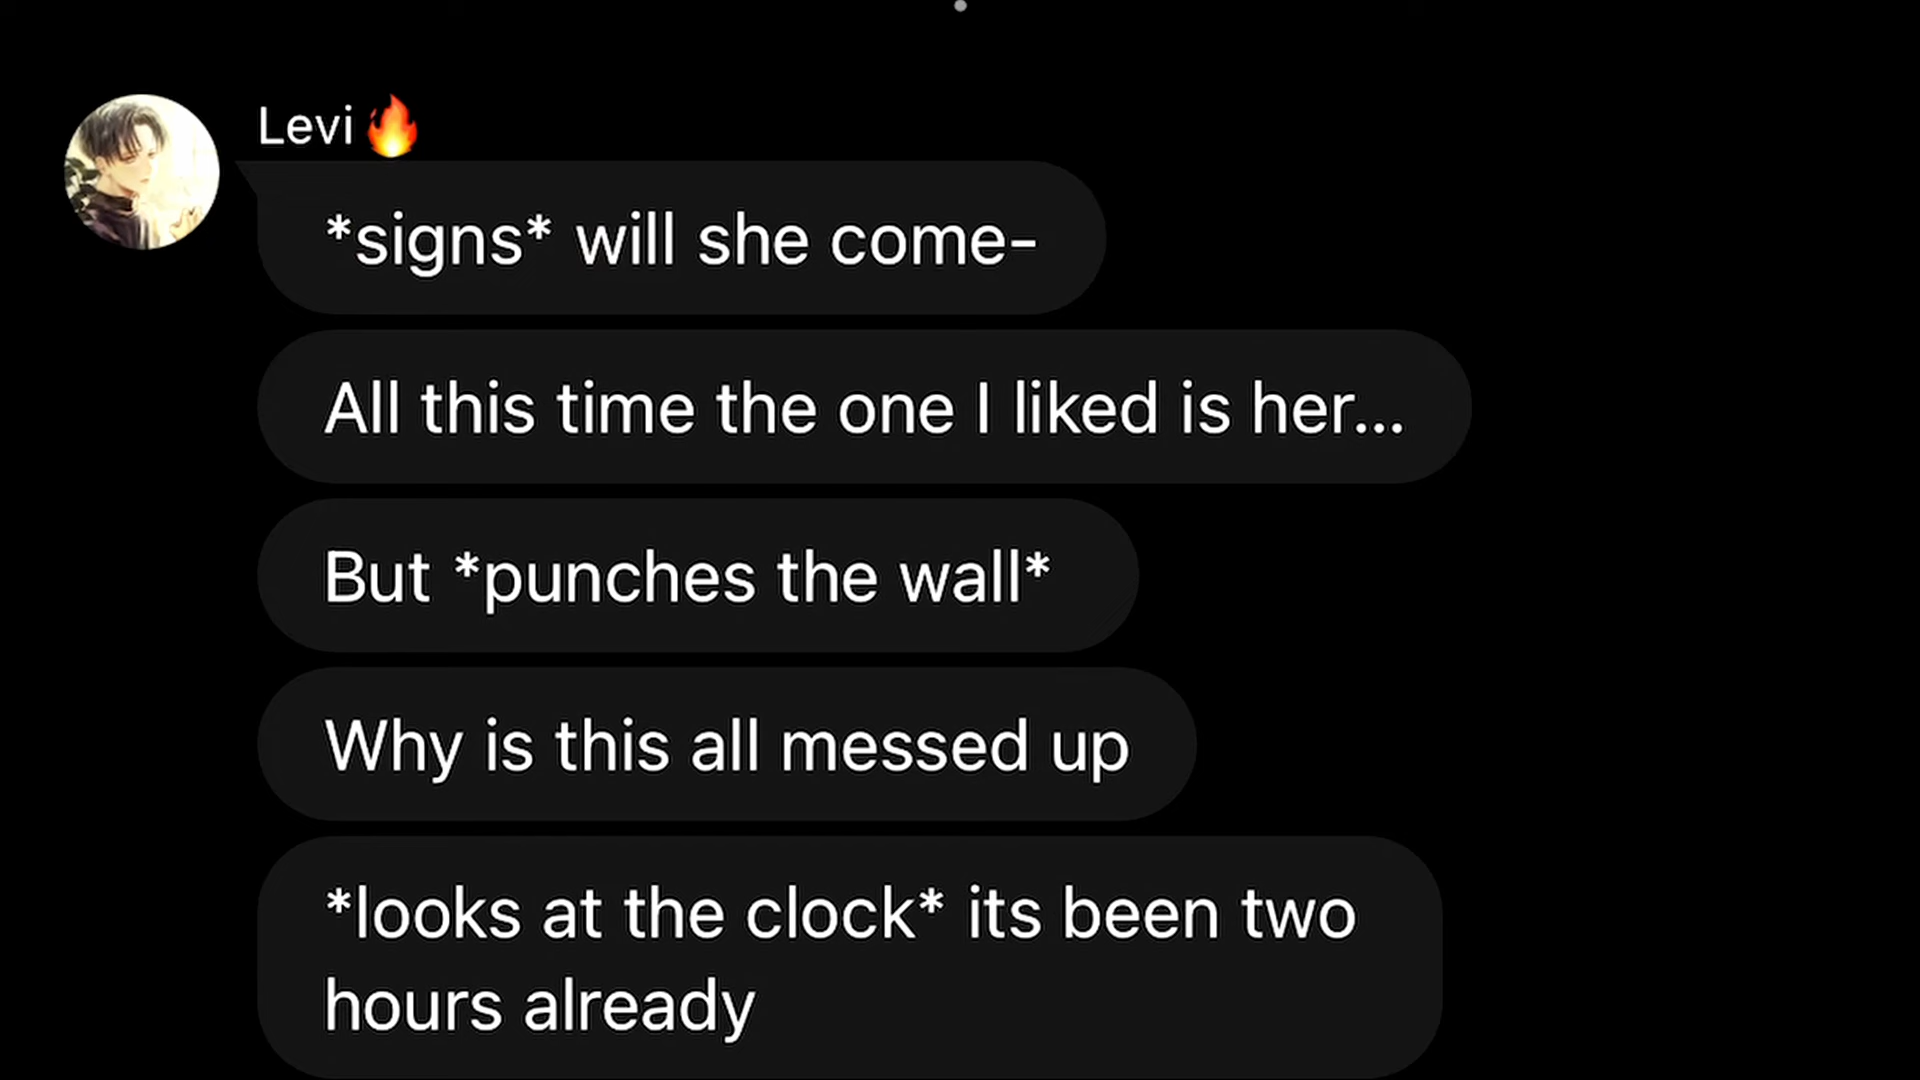 Levi🔥
*signs* will she come-
All this time the one I liked is her...
But *punches the wall*
Why is this all messed up
*looks at the clock* its been two
hours already